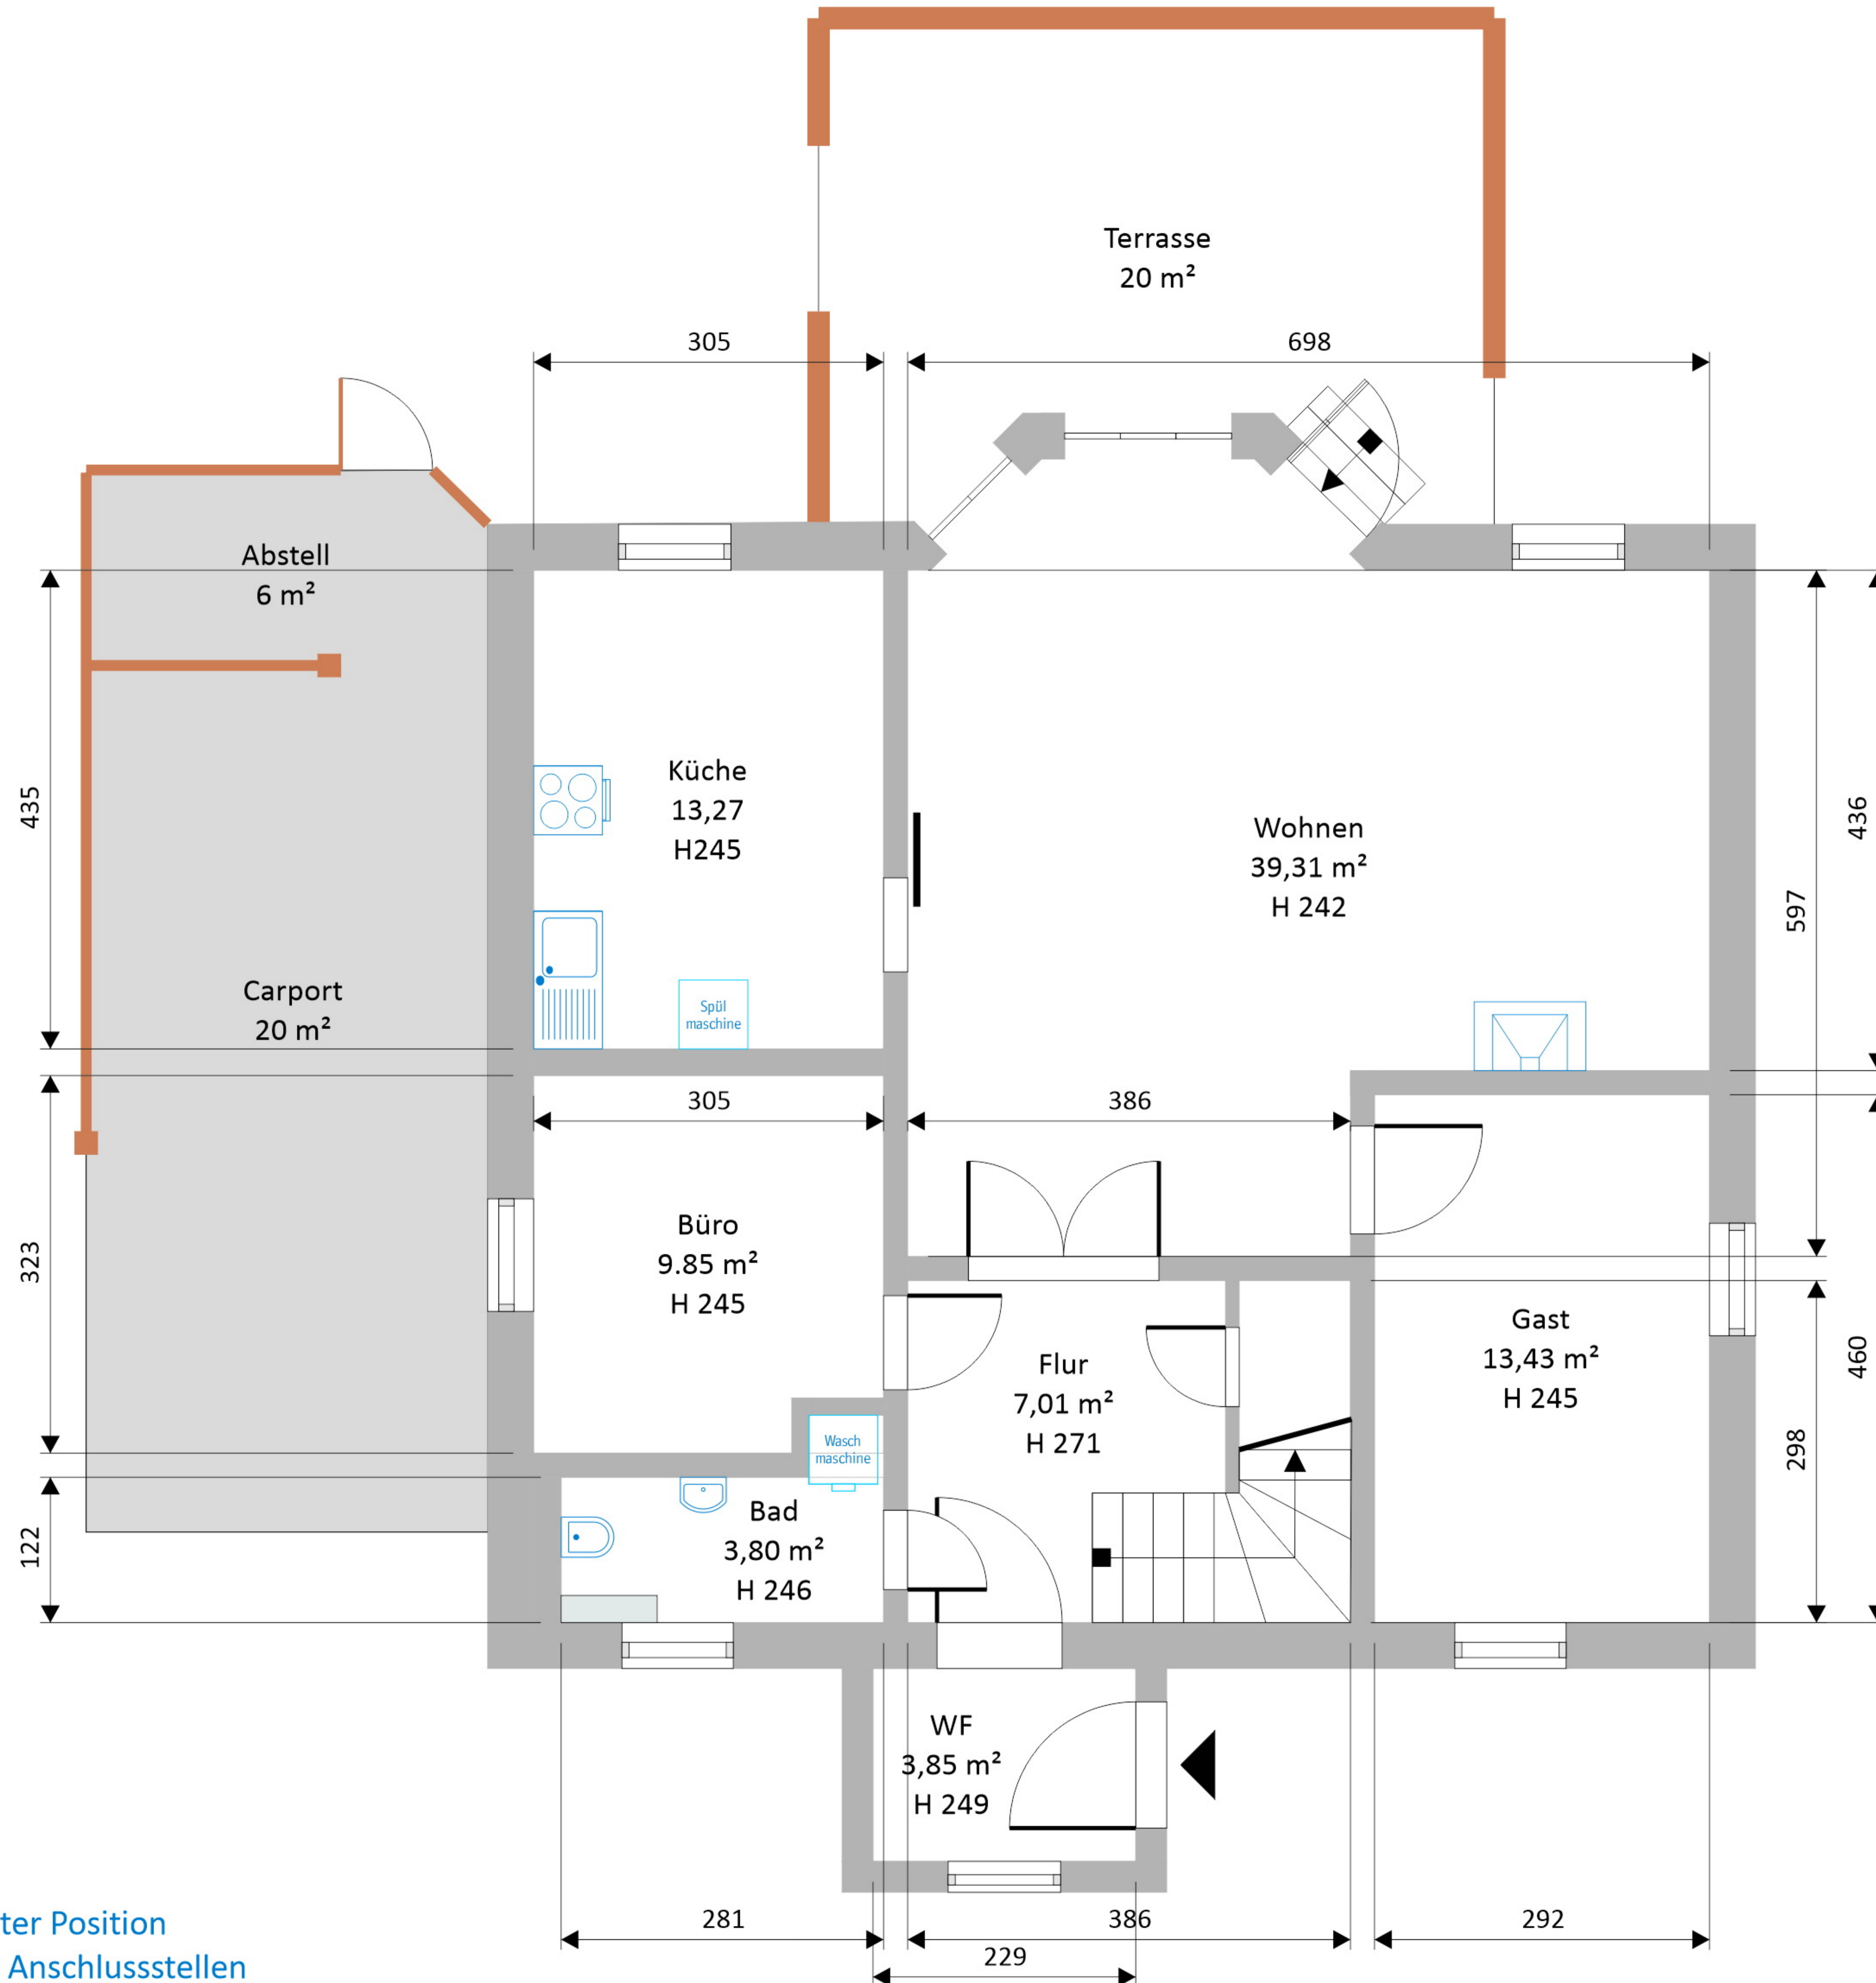 Terrasse
20 m²
305
698
Abstell
6 m²
Küche
13,27
H245
435
436
Wohnen
39,31 m²
H 242
597
Carport
20 m²
Spül
maschine
305
386
323
Büro
9.85 m²
H 245
Gast
13,43 m²
H 245
460
Flur
7,01 m²
H 271
298
Wasch
maschine
Bad
3,80 m²
H 246
122
WF
3,85 m²
H 249
281
386
292
229
ter Position
Anschlussstellen